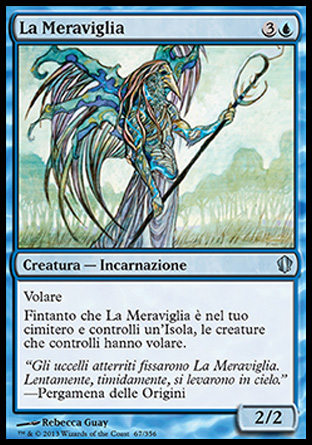 La Meraviglia 3
Creatura — Incarnazione
Volare
Fintanto che La Meraviglia è nel tuo
cimitero e controlli un'Isola, le creature
che controlli hanno volare.
"Gli uccelli atterriti fissarono La Meraviglia.
Lentamente, timidamente, si levarono in cielo."
—Pergamena delle Origini
2/2
Rebecca Guay
™ & © 2013 Wizards of the Coast 67/356